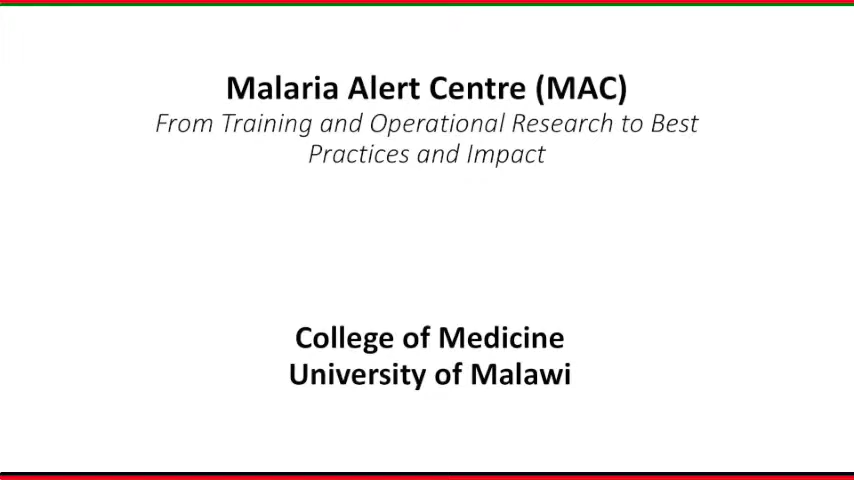 Malaria Alert Centre (MAC)
From Training and Operational Research to Best
Practices and Impact
College of Medicine
University of Malawi